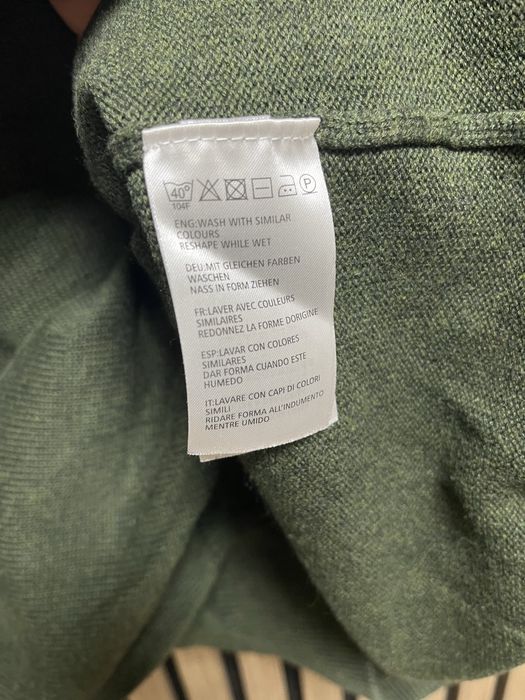 40°
104F
P
ENG:WASH WITH SIMILAR
COLOURS
RESHAPE WHILE WET
DEU:MIT GLEICHEN FARBEN
WASCHEN
NASS IN FORM ZIEHEN
FR:LAVER AVEC COULEURS
SIMILAIRES
REDONNEZ LA FORME DORIGINE
ESP:LAVAR CON COLORES
SIMILARES
DAR FORMA CUANDO ESTE
HUMEDO
IT:LAVARE CON CAPI DI COLORI
SIMILI
RIDARE FORMA ALL'INDUMENTO
MENTRE UMIDO